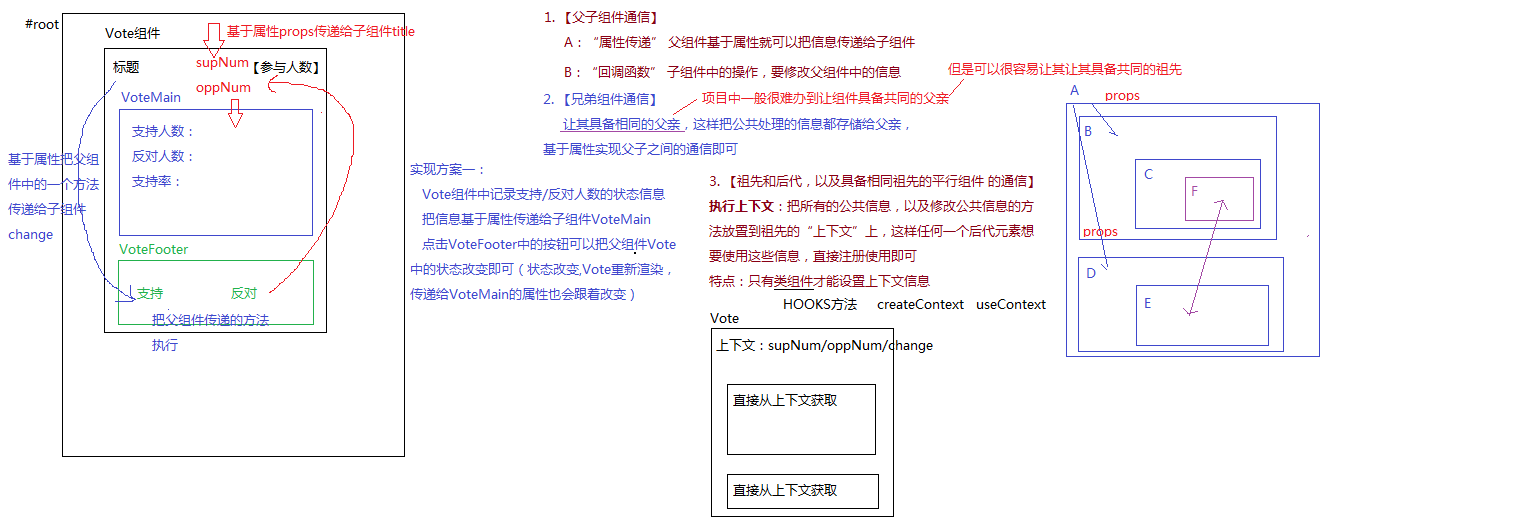 #root
Vote组件
基于属性props传递给子组件title
标题
supNum
【参与人数】
oppNum
VoteMain
支持人数：
反对人数：
支持率：
基于属性把父组
件中的一个方法
传递给子组件
change
VoteFooter
支持
反对
把父组件传递的方法
执行
实现方案一：
Vote组件中记录支持/反对人数的状态信息
把信息基于属性传递给子组件VoteMain
点击VoteFooter中的按钮可以把父组件Vote
中的状态改变即可（状态改变,Vote重新渲染，
传递给VoteMain的属性也会跟着改变）
1. 【父子组件通信】
A：“属性传递” 父组件基于属性就可以把信息传递给子组件
B：“回调函数” 子组件中的操作，要修改父组件中的信息
2. 【兄弟组件通信】
项目中一般很难办到让组件具备共同的父亲
但是可以很容易让其让其具备共同的祖先
让其具备相同的父亲，这样把公共处理的信息都存储给父亲，
基于属性实现父子之间的通信即可
3. 【祖先和后代，以及具备相同祖先的平行组件 的通信】
执行上下文：把所有的公共信息，以及修改公共信息的方
法放置到祖先的“上下文”上，这样任何一个后代元素想
要使用这些信息，直接注册使用即可
特点：只有类组件才能设置上下文信息
HOOKS方法 createContext useContext
Vote
上下文：supNum/oppNum/change
直接从上下文获取
直接从上下文获取
A
props
B
C
F
props
D
E